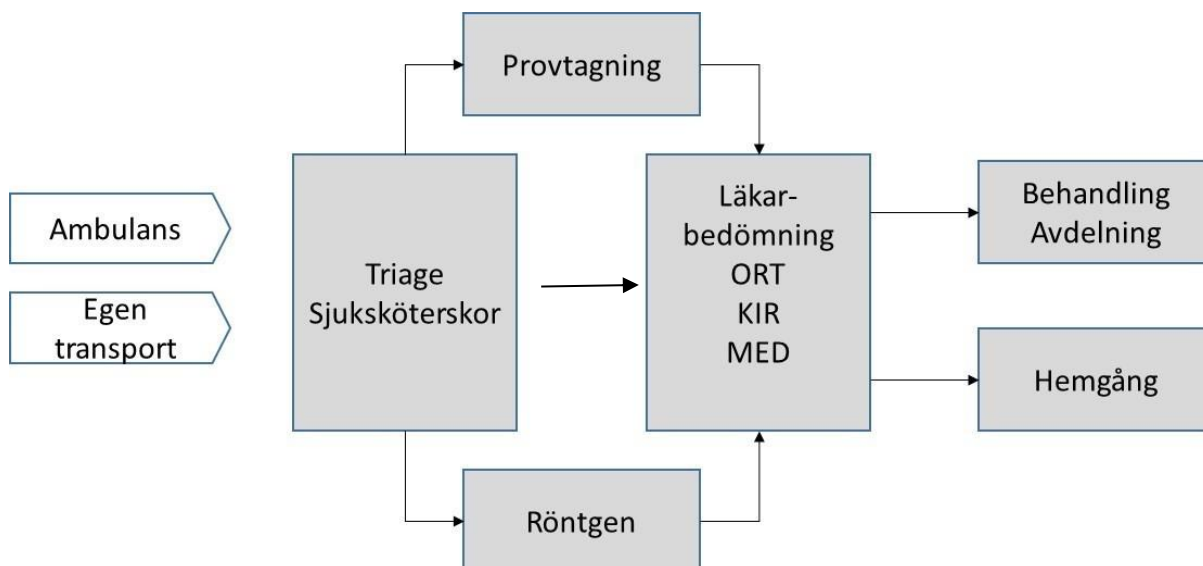 Provtagning
Ambulans
Egen
transport
Triage
Sjuksköterskor
Läkar-
bedömning
ORT
KIR
MED
Behandling
Avdelning
Hemgång
Röntgen